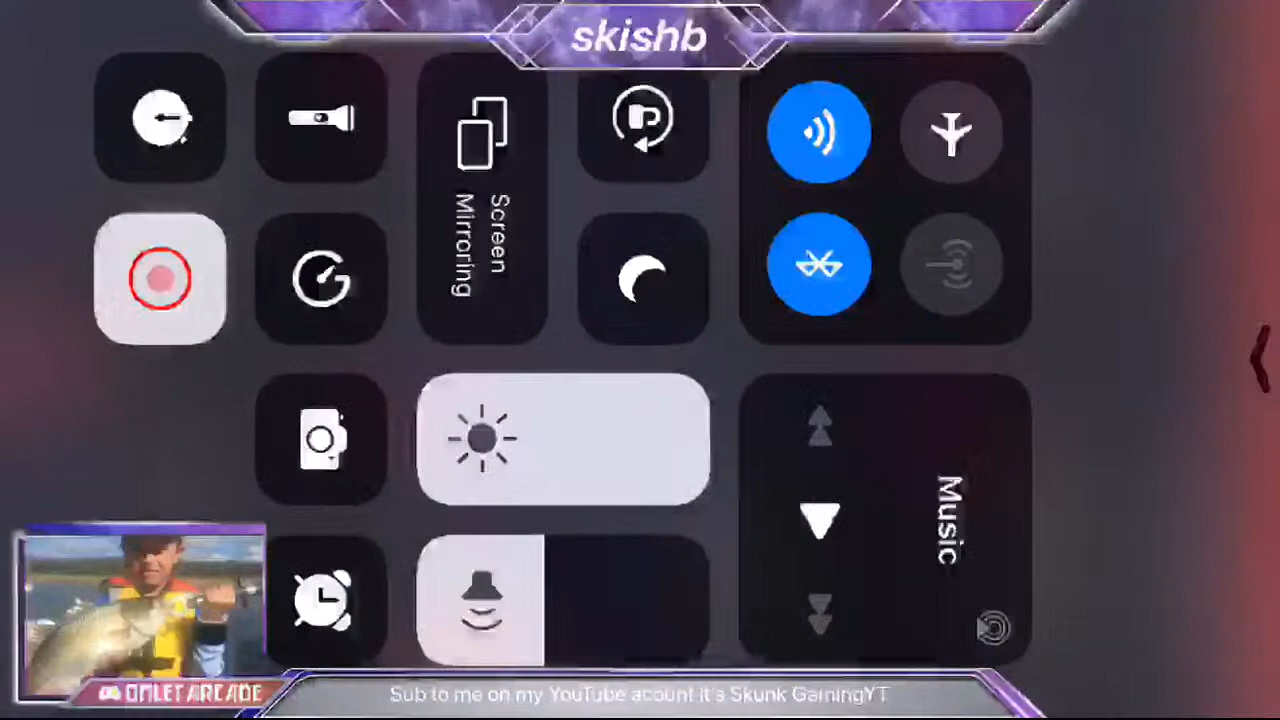 skishb
Screen
Mirroring
Music
OMLET ARCADE
Sub to me on my YouTube acount it's Skunk GamingYT